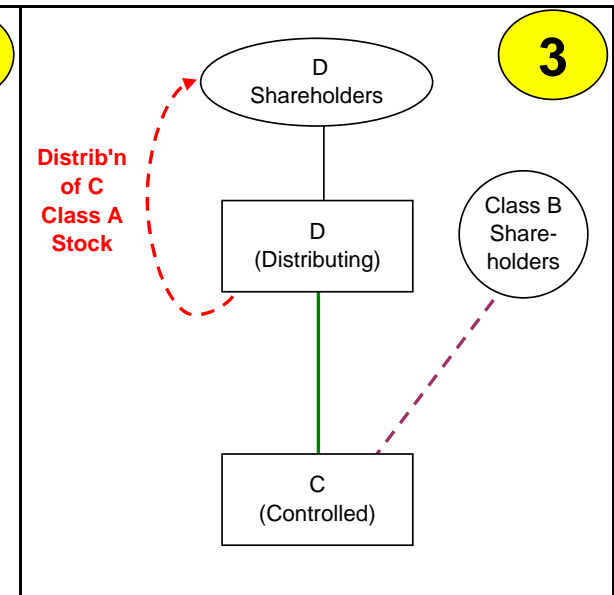 3
D
Shareholders
Distrib'n
of C
Class A
Stock
D
(Distributing)
Class B
Share-
holders
C
(Controlled)